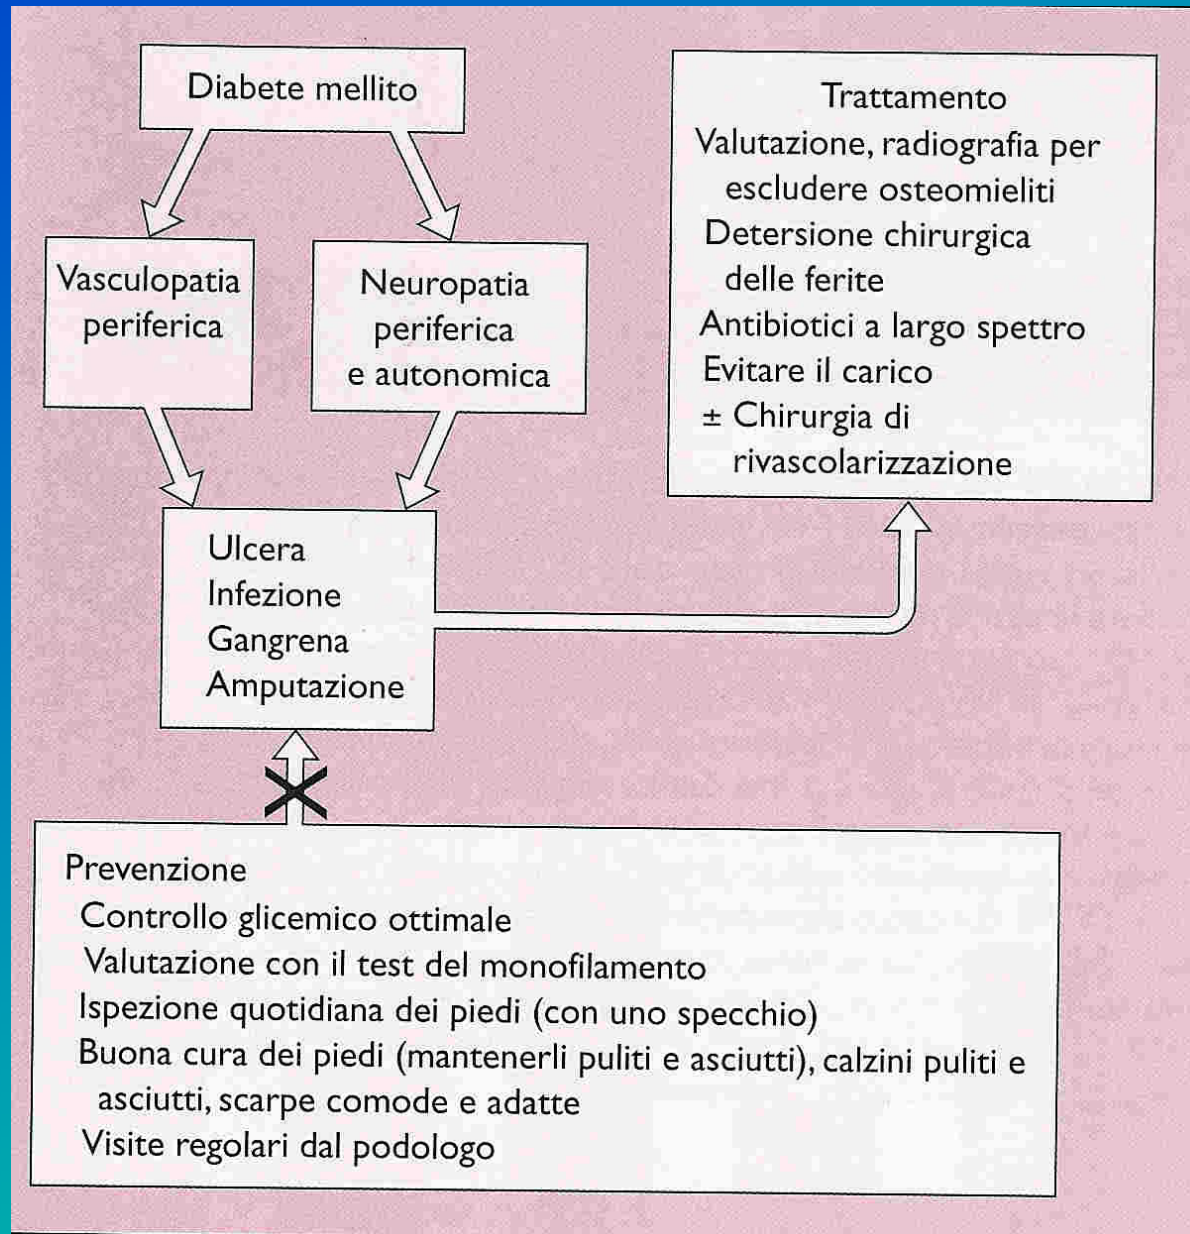 Diabete mellito
Vasculopatia
periferica
Neuropatia
periferica
e autonomica
Ulcera
Infezione
Gangrena
Amputazione
Trattamento
Valutazione, radiografia per
escludere osteomieliti
Detersione chirurgica
delle ferite
Antibiotici a largo spettro
Evitare il carico
± Chirurgia di
rivascolarizzazione
Prevenzione
Controllo glicemico ottimale
Valutazione con il test del monofilamento
Ispezione quotidiana dei piedi (con uno specchio)
Buona cura dei piedi (mantenerli puliti e asciutti), calzini puliti e
asciutti, scarpe comode e adatte
Visite regolari dal podologo